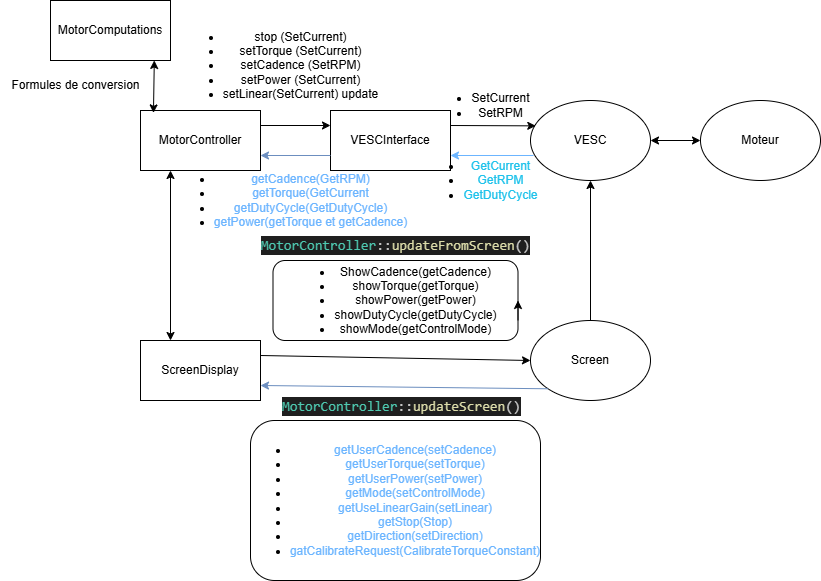 MotorComputations
Formules de conversion
stop (SetCurrent)
setTorque (SetCurrent)
setCadence (SetRPM)
setPower (SetCurrent)
setLinear(SetCurrent) update
SetCurrent
SetRPM
MotorController
VESCInterface
VESC
Moteur
GetCurrent
GetRPM
GetDutyCycle
getCadence(GetRPM)
getTorque(GetCurrent
getDutyCycle(GetDutyCycle)
getPower(getTorque et getCadence)
MotorController::updateFromScreen()
ShowCadence(getCadence)
showTorque(getTorque)
showPower(getPower)
showDutyCycle(getDutyCycle)
showMode(getControlMode)
ScreenDisplay
Screen
MotorController::updateScreen()
getUserCadence(setCadence)
getUserTorque(setTorque)
getUserPower(setPower)
getMode(setControlMode)
getUseLinearGain(setLinear)
getStop(Stop)
getDirection(setDirection)
gatCalibrateRequest(CalibrateTorqueConstant)